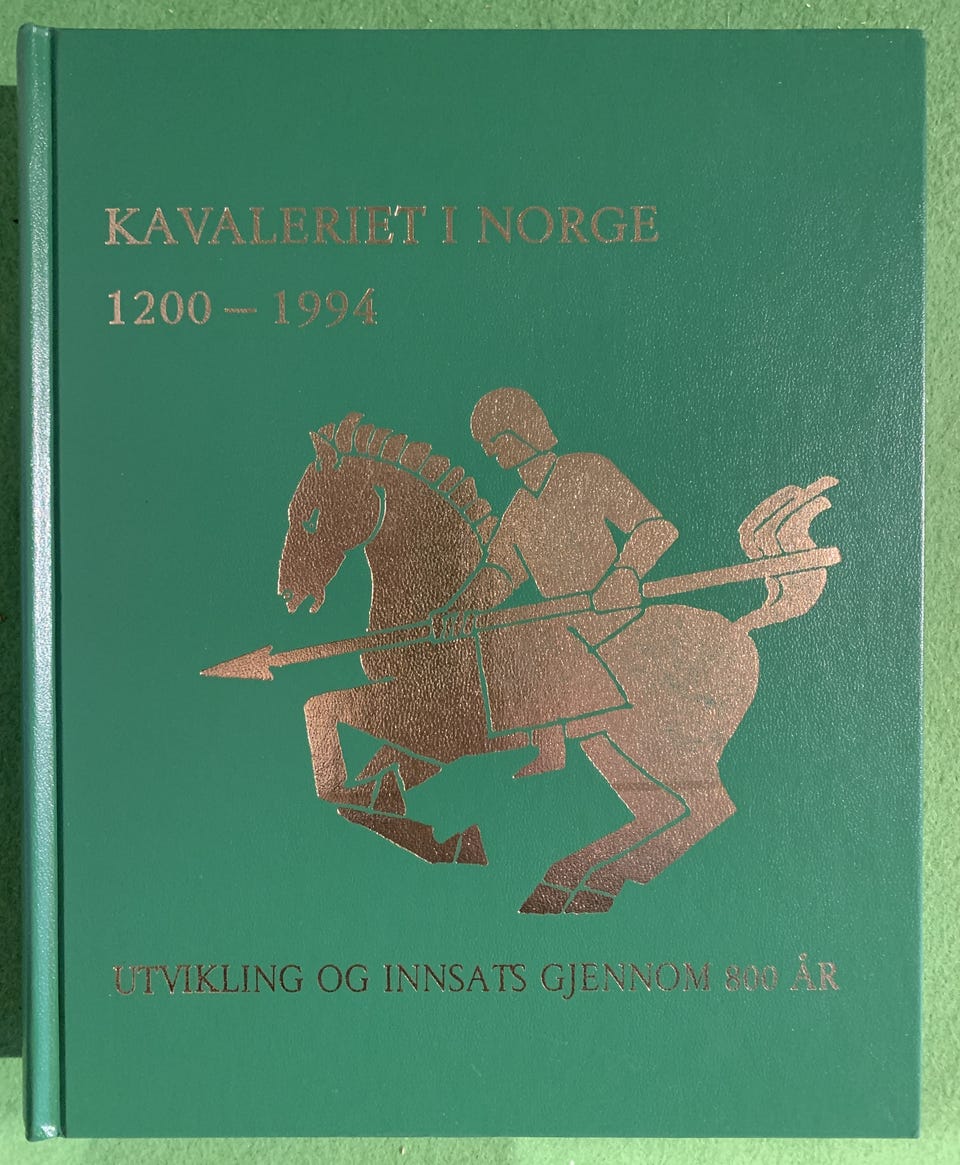 KAVALERIET I NORGE
1200 – 1994
UTVIKLING OG INNSATS GJENNOM 800 ÅR